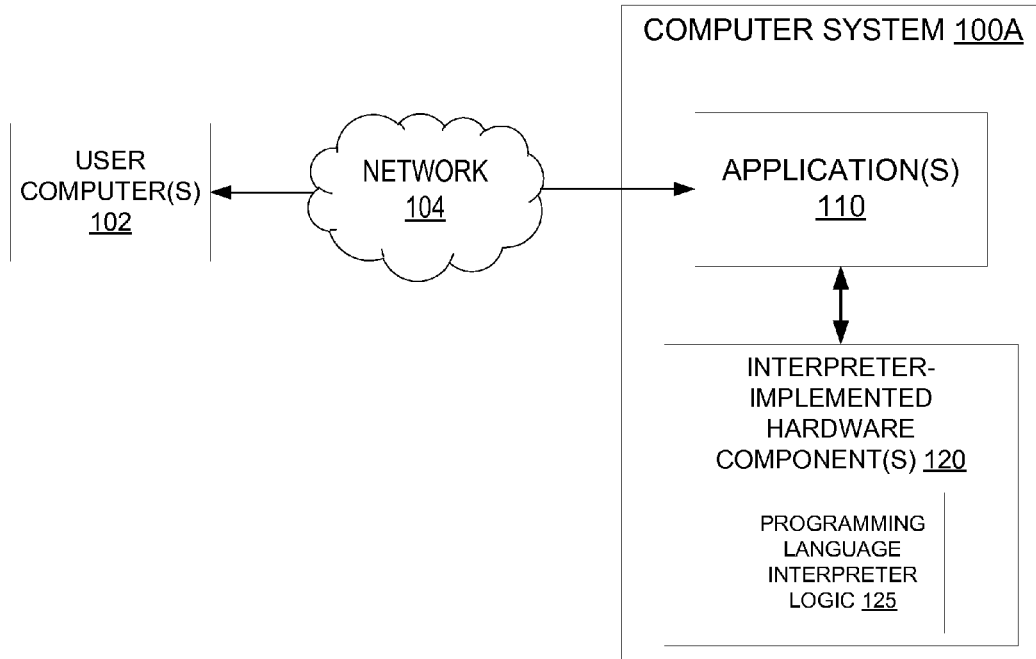 COMPUTER SYSTEM 100A
USER
COMPUTER(S)
102
NETWORK
104
APPLICATION(S)
110
INTERPRETER-
IMPLEMENTED
HARDWARE
COMPONENT(S) 120
PROGRAMMING
LANGUAGE
INTERPRETER
LOGIC 125